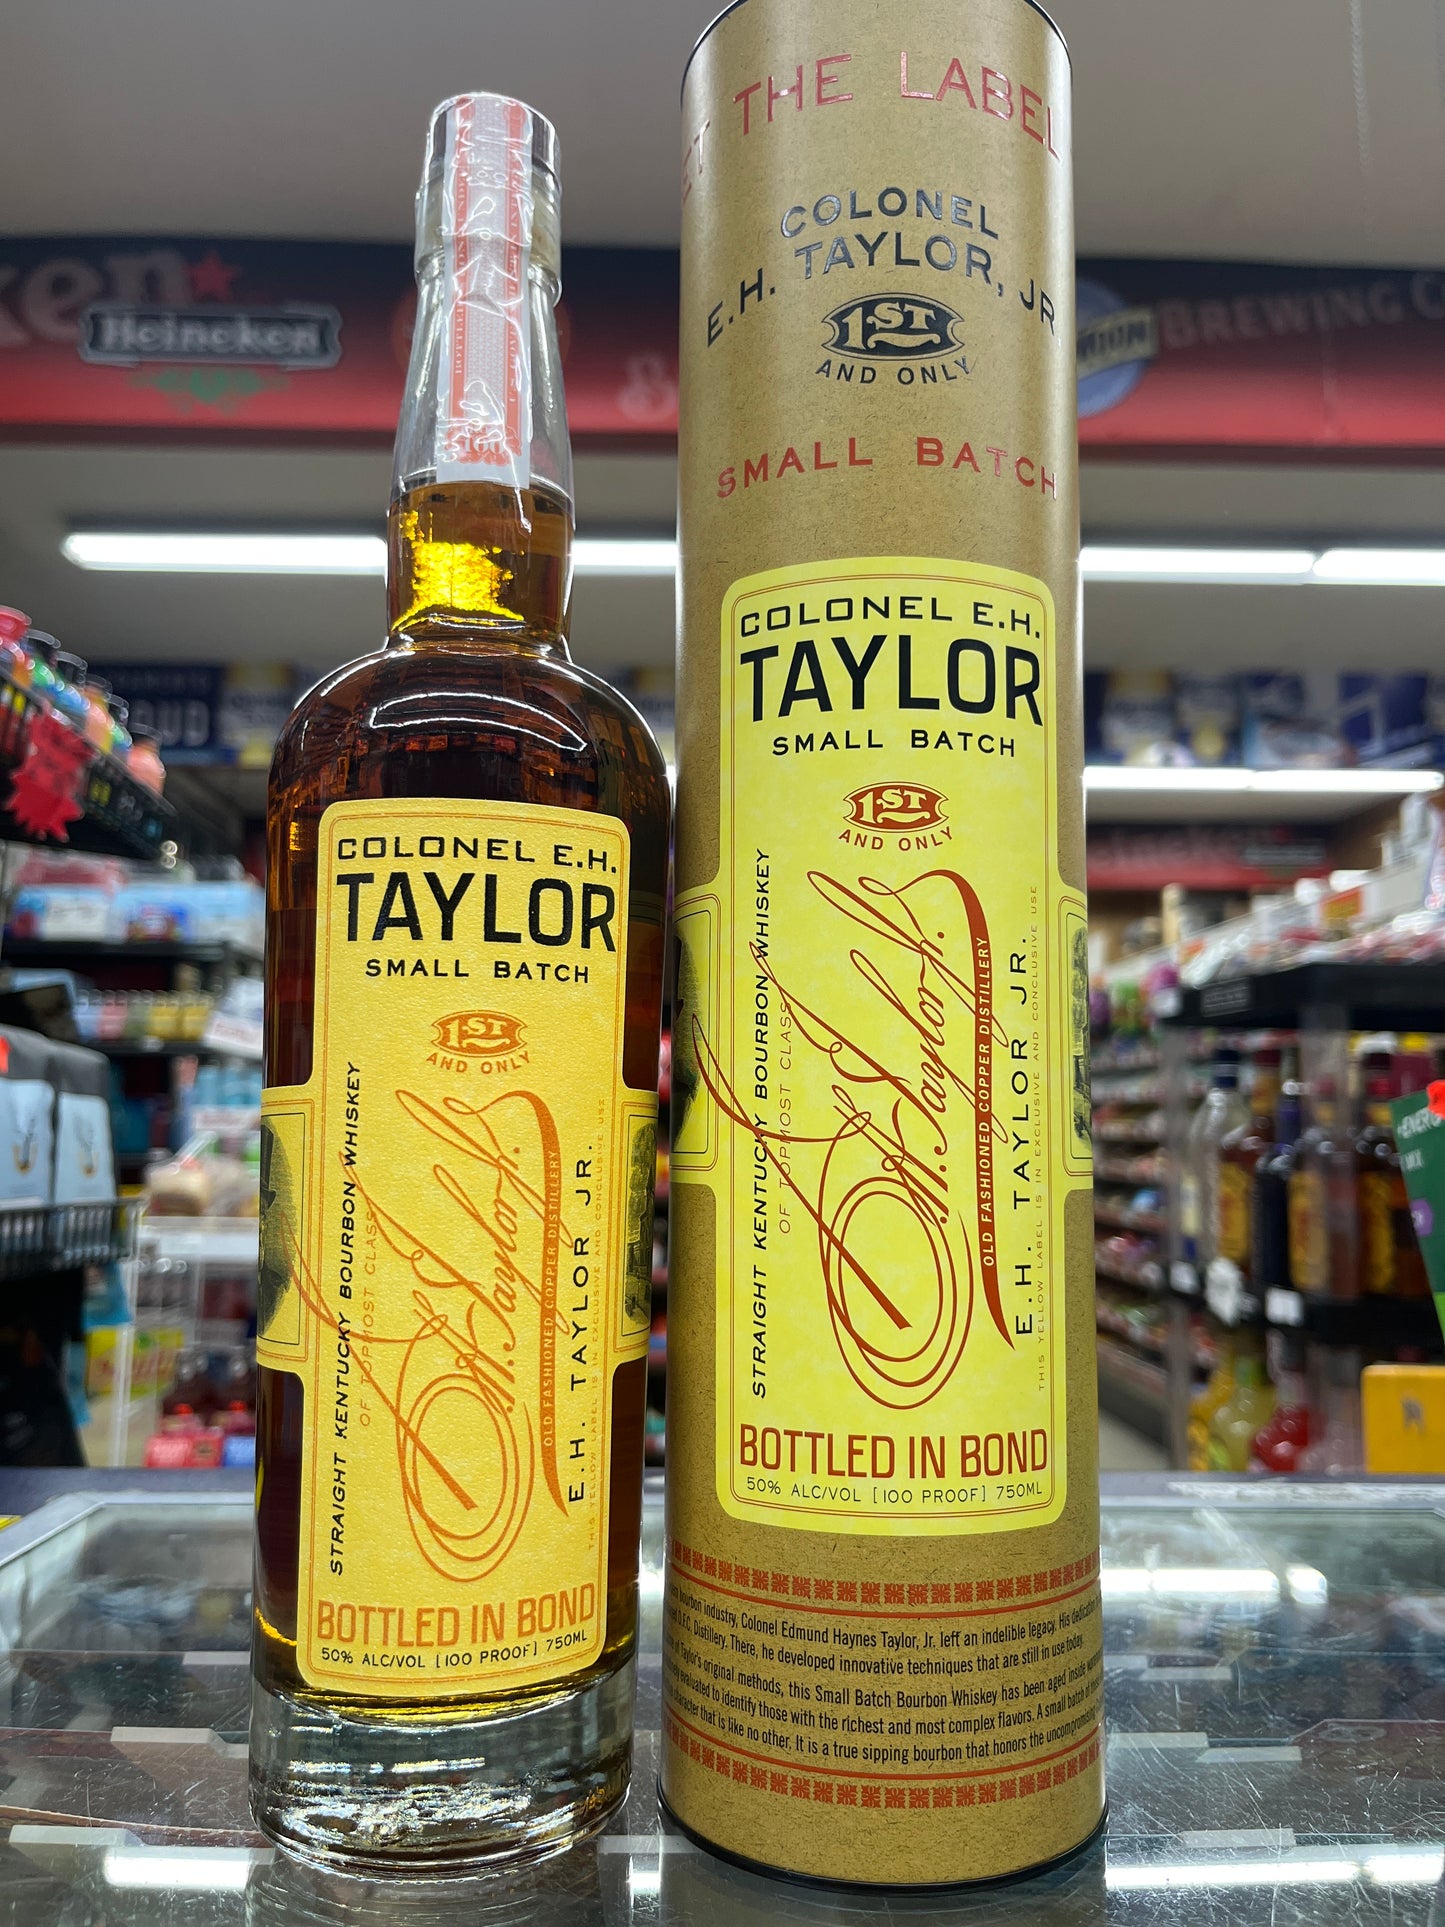 THE LABEL
COLONEL
E.H. TAYLOR, JR
1ST
AND ONLY
SMALL BATCH
COLONEL E.H.
TAYLOR
SMALL BATCH
1ST
AND ONLY
STRAIGHT KENTUCKY BOURBON WHISKEY
OF TOPMOST CLASS
E. H. Taylor, Jr.
OLD FASHIONED COPPER DISTILLERY
E.H. TAYLOR JR.
THIS YELLOW LABEL IS IN EXCLUSIVE AND CONCLUSIVE USE
BOTTLED IN BOND
50% ALC/VOL [100 PROOF] 750ML
bourbon industry, Colonel Edmund Haynes Taylor, Jr. left an indelible legacy. His dedication
O.F.C. Distillery. There, he developed innovative techniques that are still in use today.
of Taylor's original methods, this Small Batch Bourbon Whiskey has been aged inside
evaluated to identify those with the richest and most complex flavors. A small batch of
character that is like no other. It is a true sipping bourbon that honors the uncompromising
COLONEL E.H.
TAYLOR
SMALL BATCH
1ST
AND ONLY
STRAIGHT KENTUCKY BOURBON WHISKEY
OF TOPMOST CLASS
E. H. Taylor, Jr.
OLD FASHIONED COPPER DISTILLERY
E.H. TAYLOR JR.
THIS YELLOW LABEL IS IN EXCLUSIVE AND CONCLUSIVE USE
BOTTLED IN BOND
50% ALC/VOL [100 PROOF] 750ML
100
Heineken
BREWING